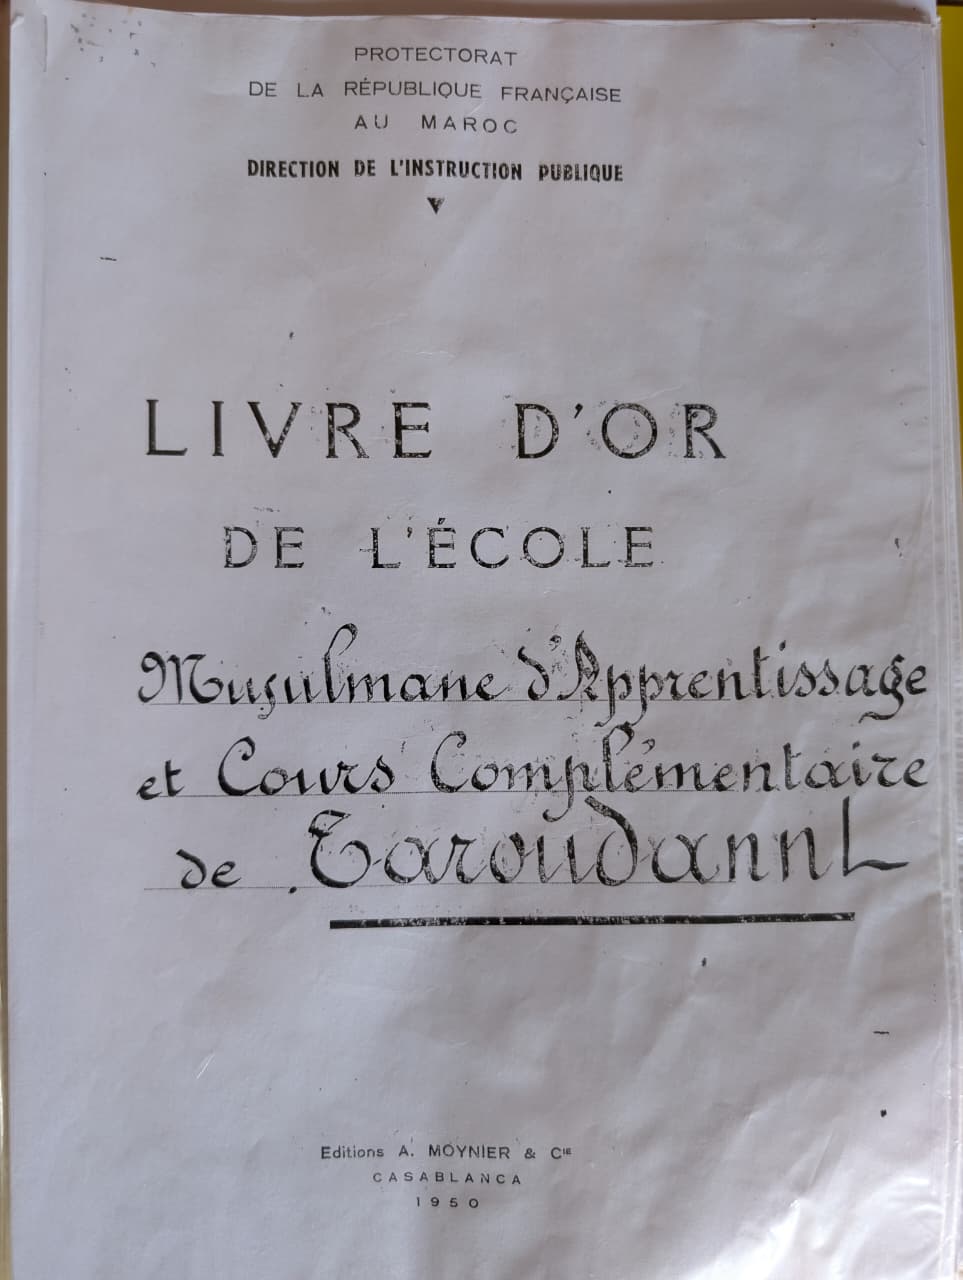 PROTECTORAT
DE LA RÉPUBLIQUE FRANÇAISE
AU MAROC
DIRECTION DE L'INSTRUCTION PUBLIQUE
LIVRE D'OR
DE L'ÉCOLE
Musulmane d'Apprentissage
et Cours Complémentaire
de Taroudannt
Editions A. MOYNIER & Cie
CASABLANCA
1950